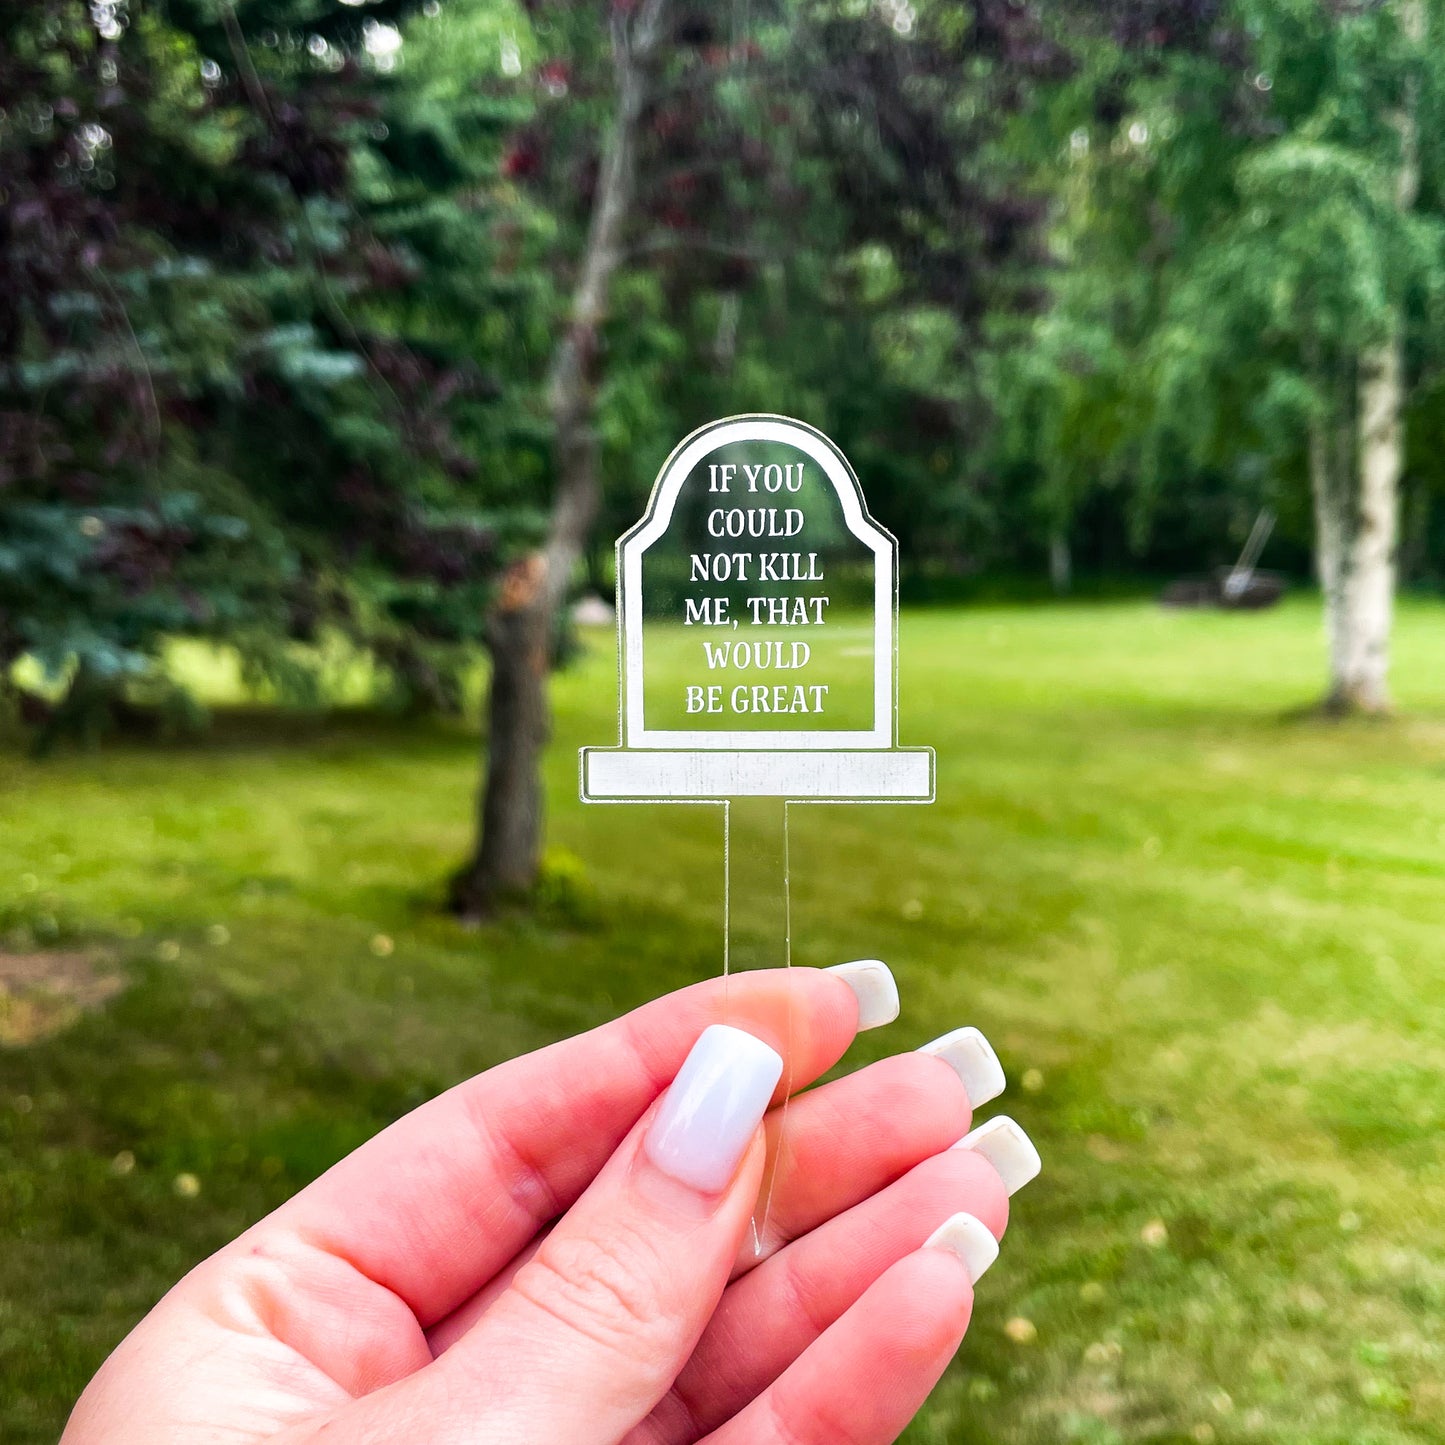 IF YOU
COULD
NOT KILL
ME, THAT
WOULD
BE GREAT